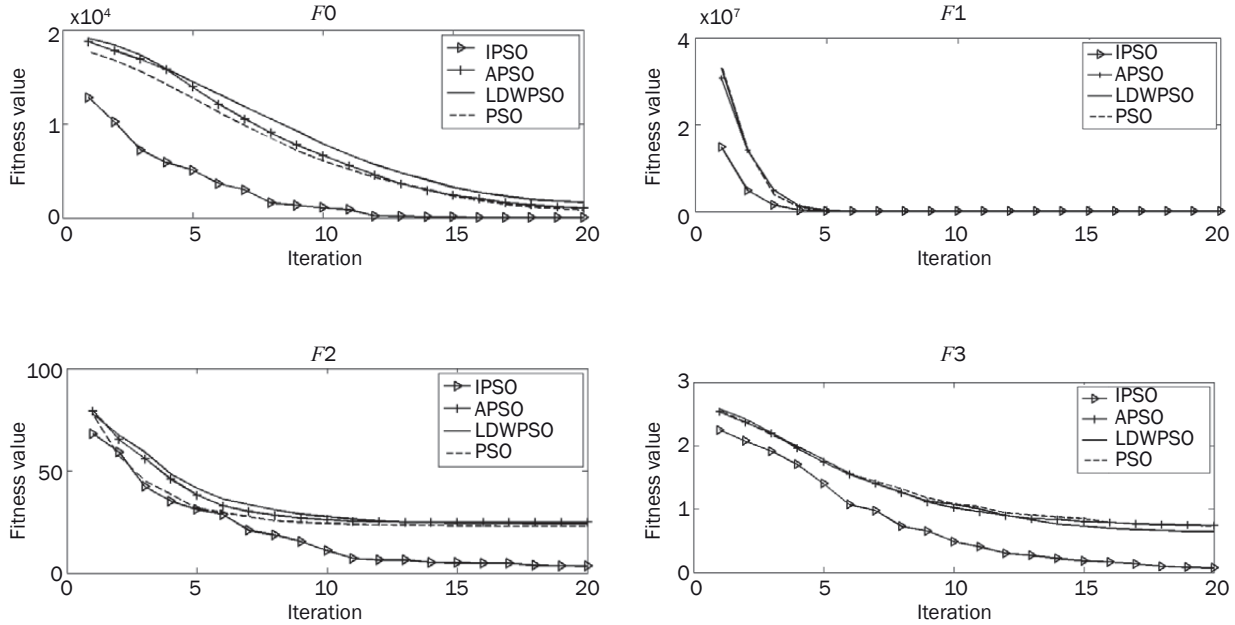 F0
x10⁴
2
1
0
Fitness value
IPSO
APSO
LDWPSO
PSO
0 5 10 15 20
Iteration
F1
x10⁷
4
2
0
Fitness value
IPSO
APSO
LDWPSO
PSO
0 5 10 15 20
Iteration
F2
100
50
0
Fitness value
IPSO
APSO
LDWPSO
PSO
0 5 10 15 20
Iteration
F3
3
2
1
0
Fitness value
IPSO
APSO
LDWPSO
PSO
0 5 10 15 20
Iteration